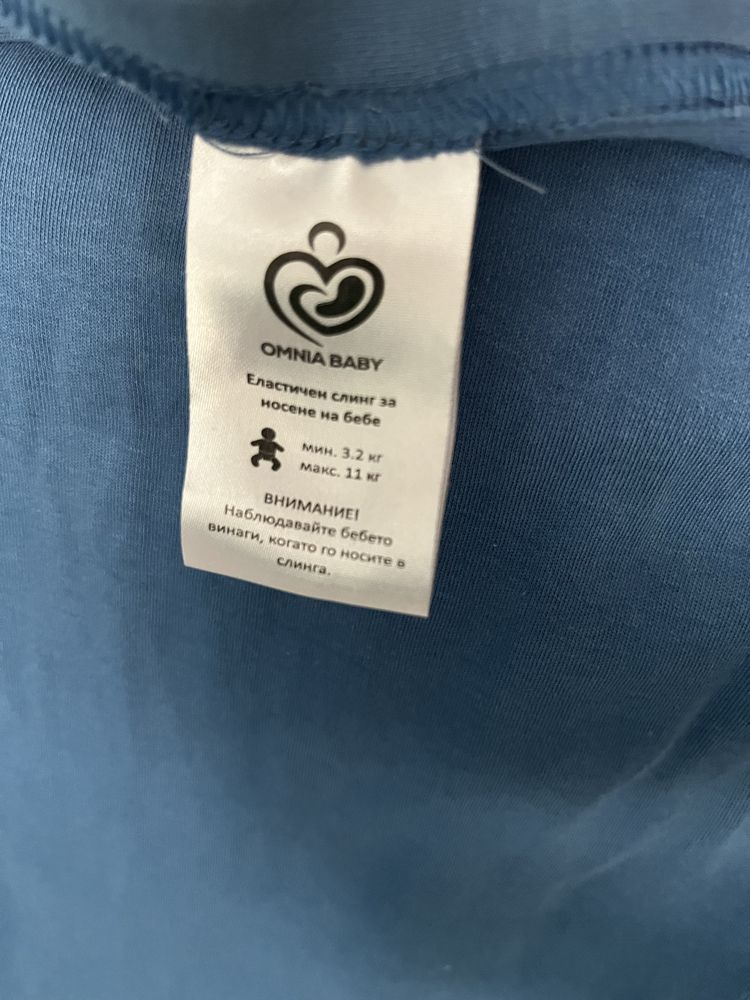 OMNIA BABY
Еластичен слинг за
носене на бебе
мин. 3.2 кг
макс. 11 кг
ВНИМАНИЕ!
Наблюдавайте бебето
винаги, когато го носите в
слинга.